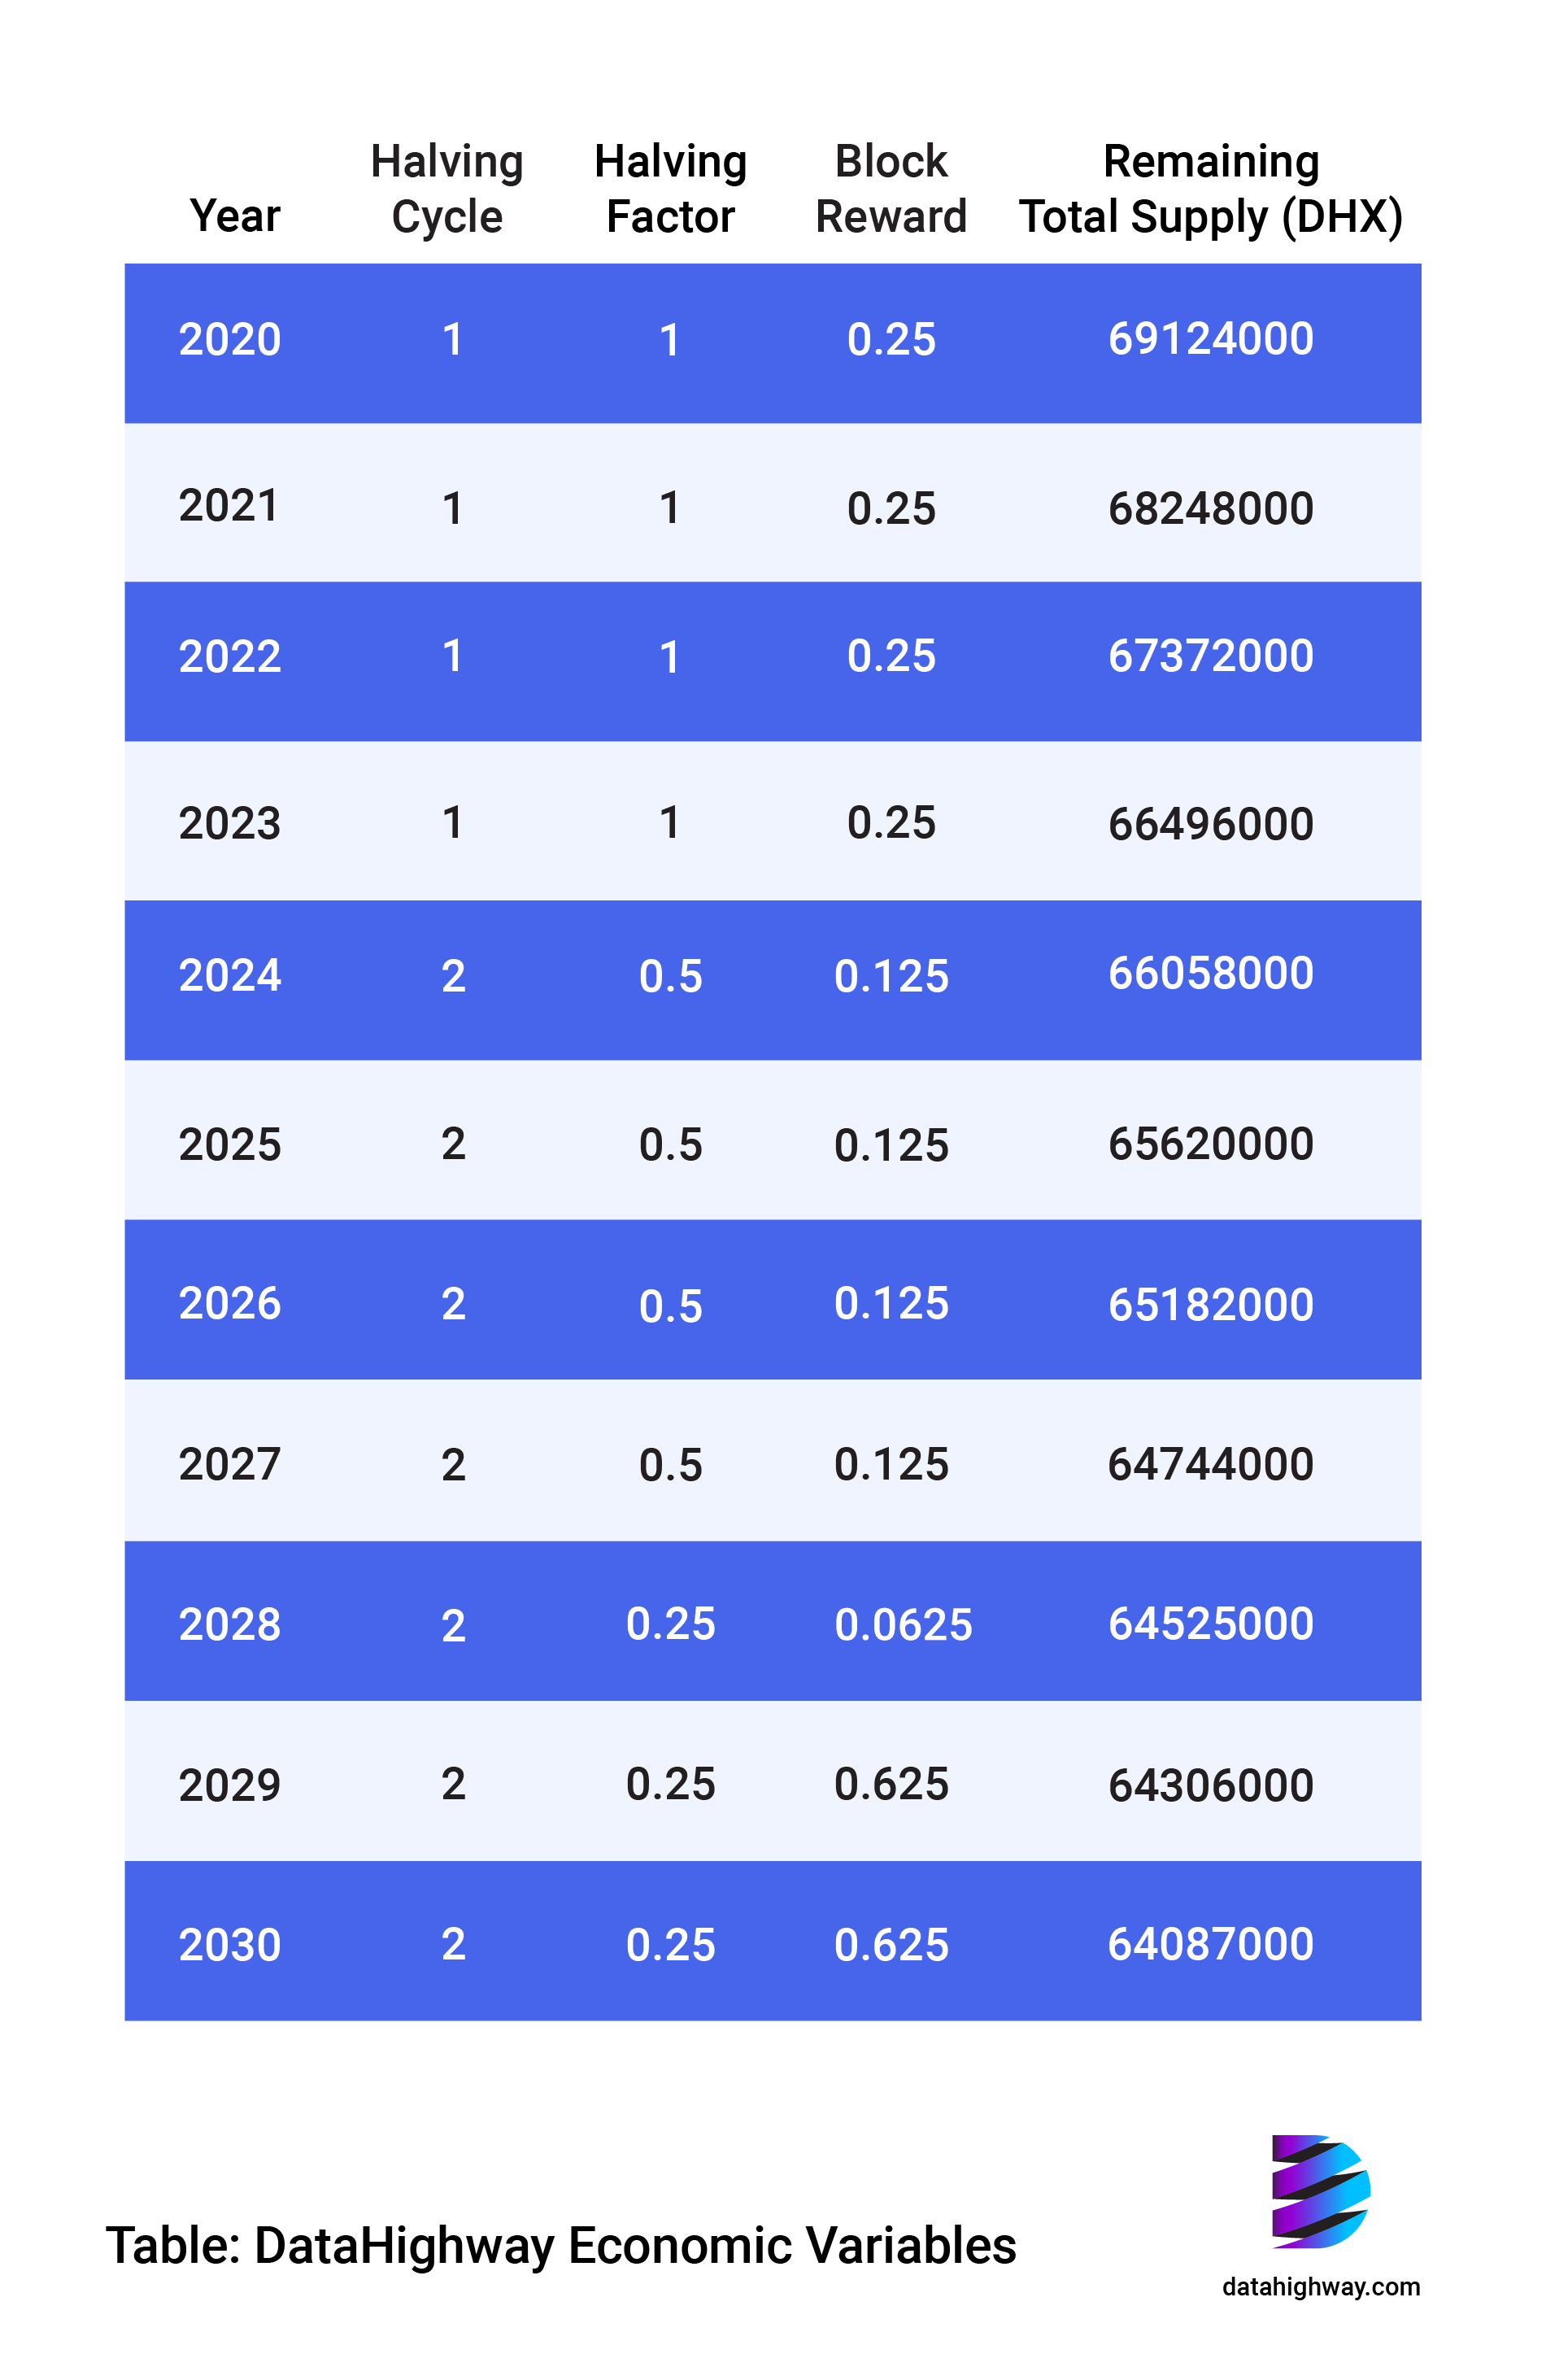 Year Halving Cycle Halving Factor Block Reward Remaining Total Supply (DHX)
2020 1 1 0.25 69124000
2021 1 1 0.25 68248000
2022 1 1 0.25 67372000
2023 1 1 0.25 66496000
2024 2 0.5 0.125 66058000
2025 2 0.5 0.125 65620000
2026 2 0.5 0.125 65182000
2027 2 0.5 0.125 64744000
2028 2 0.25 0.0625 64525000
2029 2 0.25 0.625 64306000
2030 2 0.25 0.625 64087000
Table: DataHighway Economic Variables
datahighway.com